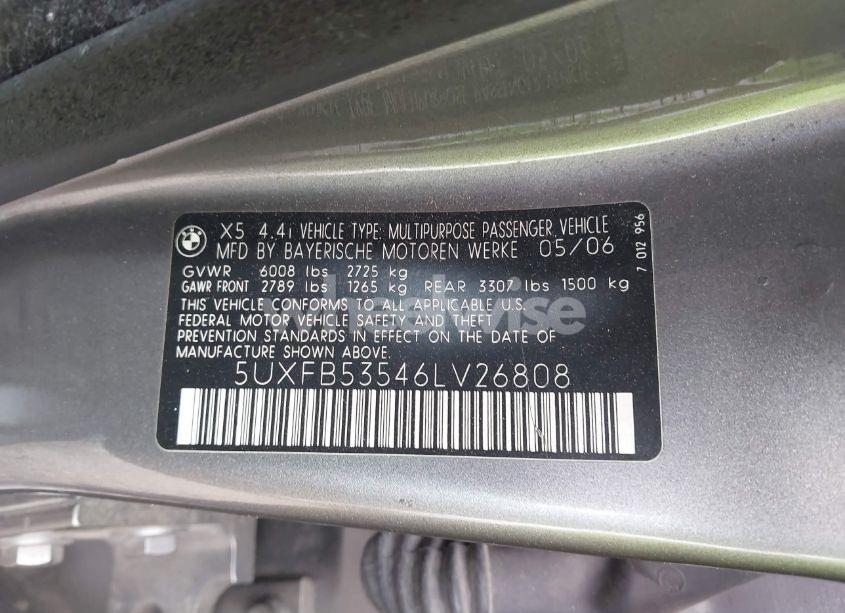 X5 4.4i VEHICLE TYPE: MULTIPURPOSE PASSENGER VEHICLE
MFD BY BAYERISCHE MOTOREN WERKE 05/06
GVWR 6008 lbs 2725 kg
GAWR FRONT 2789 lbs 1265 kg REAR 3307 lbs 1500 kg
THIS VEHICLE CONFORMS TO ALL APPLICABLE U.S.
FEDERAL MOTOR VEHICLE SAFETY AND THEFT
PREVENTION STANDARDS IN EFFECT ON THE DATE OF
MANUFACTURE
5UXFB53546LV26808
7 012 956
BMW
wheelwise